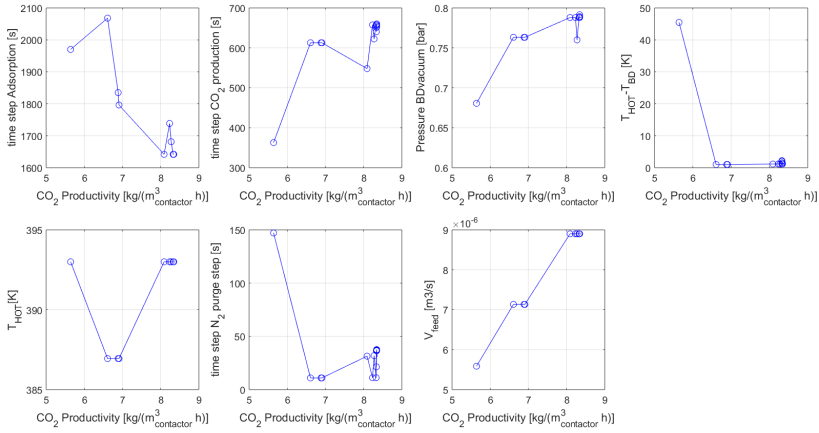 time step Adsorption [s]
2100
2000
1900
1800
1700
1600
5 6 7 8 9
CO2 Productivity [kg/(m3contactor h)]
time step CO2 production [s]
700
600
500
400
300
5 6 7 8 9
CO2 Productivity [kg/(m3contactor h)]
Pressure BDvacuum [bar]
0.8
0.75
0.7
0.65
0.6
5 6 7 8 9
CO2 Productivity [kg/(m3contactor h)]
THOT-TBD [K]
50
40
30
20
10
0
5 6 7 8 9
CO2 Productivity [kg/(m3contactor h)]
THOT[K]
395
390
385
5 6 7 8 9
CO2 Productivity [kg/(m3contactor h)]
time step N2 purge step [s]
150
100
50
0
5 6 7 8 9
CO2 Productivity [kg/(m3contactor h)]
Vfeed [m3/s]
×10-6
9
8
7
6
5
5 6 7 8 9
CO2 Productivity [kg/(m3contactor h)]